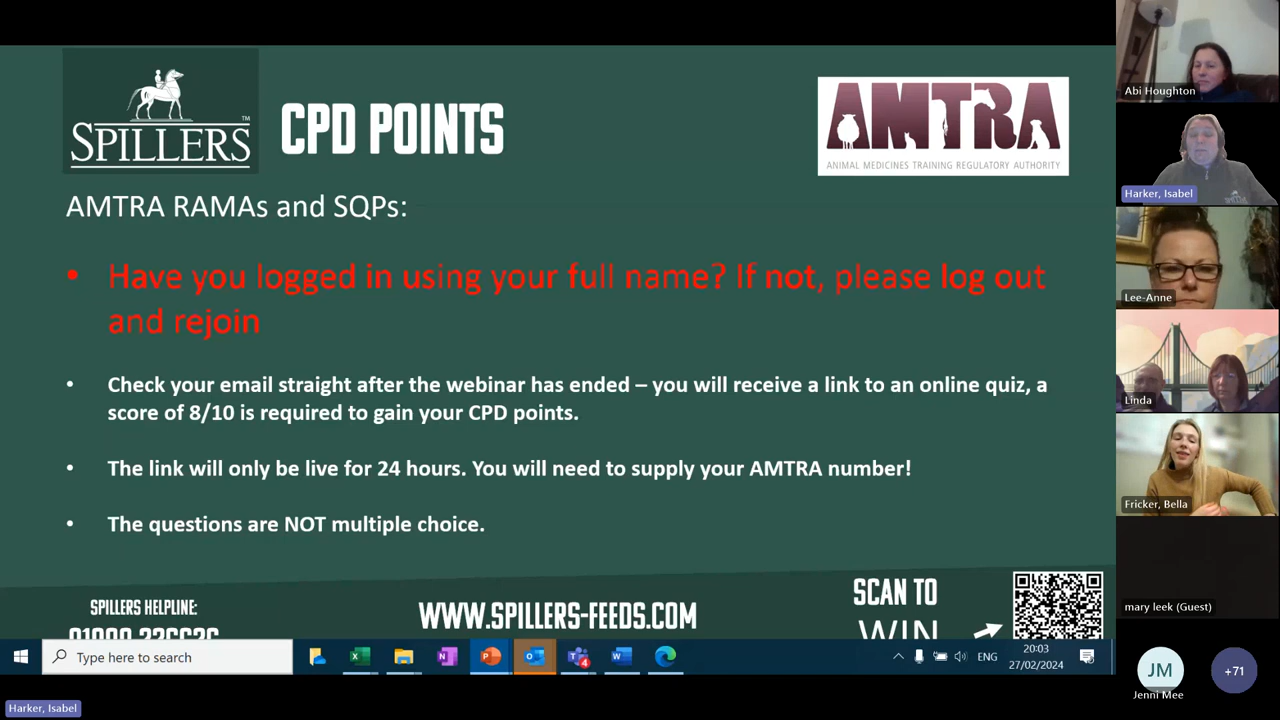 SPILLERS™
CPD POINTS
AMTRA
ANIMAL MEDICINES TRAINING REGULATORY AUTHORITY
AMTRA RAMAs and SQPs:
• Have you logged in using your full name? If not, please log out
and rejoin
• Check your email straight after the webinar has ended – you will receive a link to an online quiz, a
score of 8/10 is required to gain your CPD points.
• The link will only be live for 24 hours. You will need to supply your AMTRA number!
• The questions are NOT multiple choice.
SPILLERS HELPLINE:
WWW.SPILLERS-FEEDS.COM
SCAN TO
WIN
Type here to search
4
ENG
20:03
27/02/2024
Abi Houghton
Harker, Isabel
Lee-Anne
Linda
Fricker, Bella
mary leek (Guest)
JM
Jenni Mee
+71
Harker, Isabel